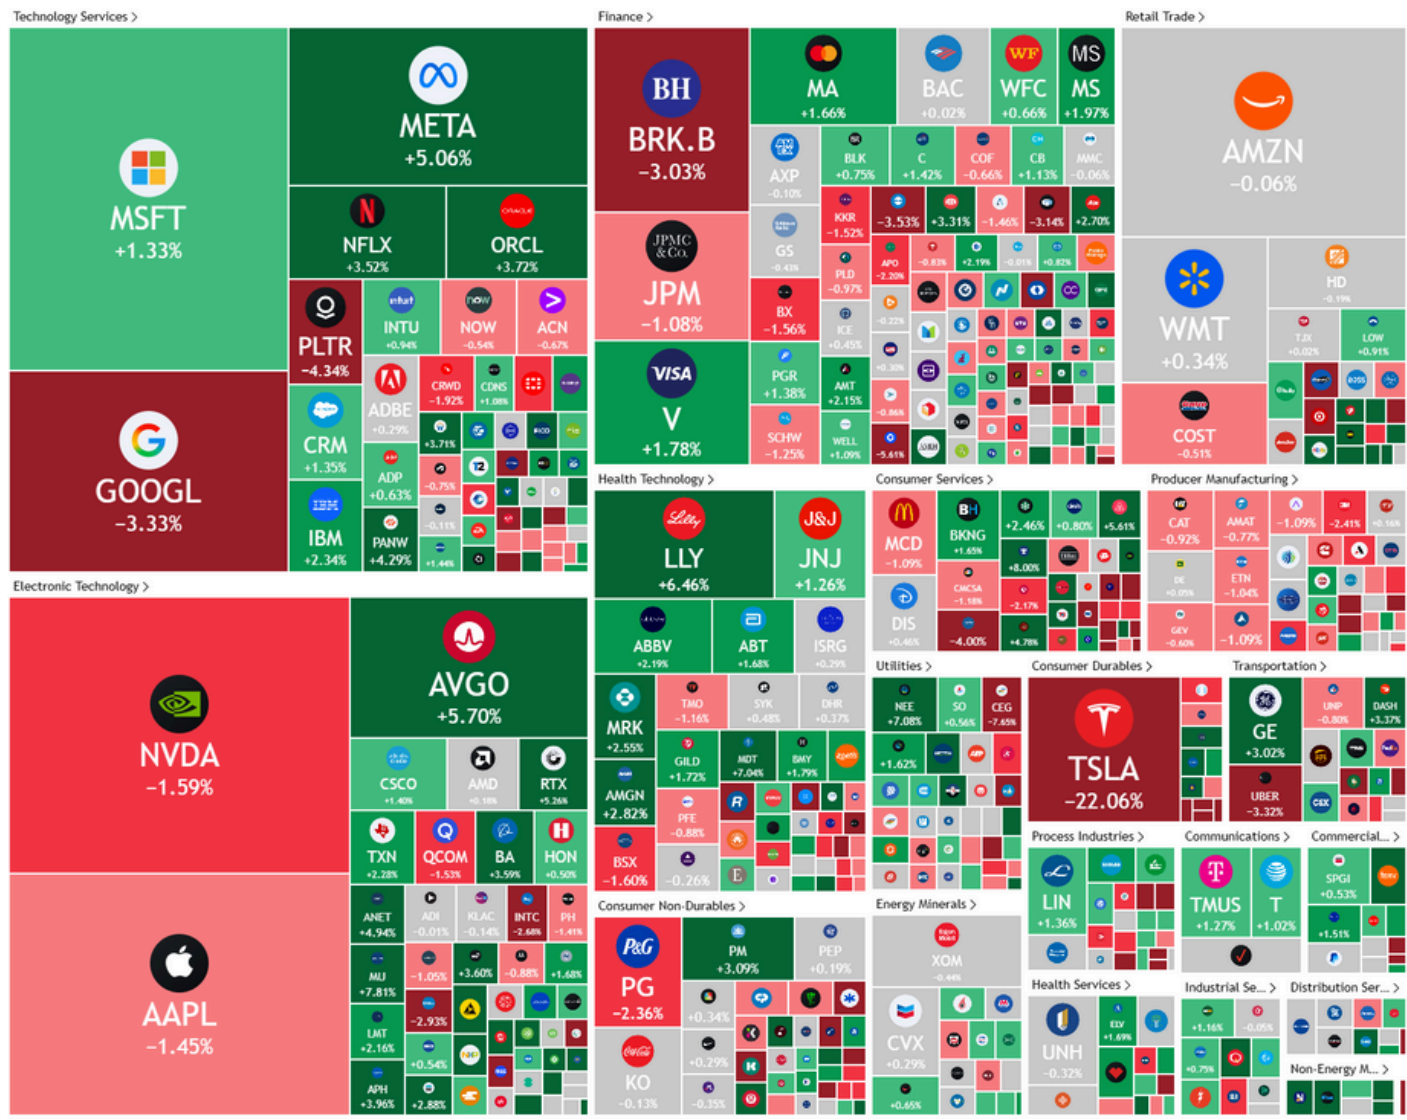 Technology Services >
MSFT
+1.33%
META
+5.06%
GOOGL
−3.33%
NFLX
+3.52%
ORCL
+3.72%
PLTR
−4.34%
INTU
+0.94%
NOW
−0.54%
ACN
−0.67%
CRM
+1.35%
ADBE
+0.29%
CRWD
−1.92%
CDNS
+1.08%
+3.71%
IBM
+2.34%
ADP
+0.63%
−0.75%
PANW
+4.29%
−0.11%
+1.44%
Finance >
BH
BRK.B
−3.03%
JPMC
& CO.
JPM
−1.08%
VISA
V
+1.78%
MA
+1.66%
BAC
+0.02%
WF
WFC
+0.66%
MS
MS
+1.97%
AXP
−0.10%
BLK
+0.75%
C
+1.42%
COF
−0.66%
CB
+1.13%
MMC
−0.06%
GS
−0.43%
KKR
−1.52%
−3.53%
+3.31%
−1.46%
−3.14%
+2.70%
BX
−1.56%
PLD
−0.97%
APO
−2.20%
−0.83%
+2.19%
−0.01%
+0.82%
ICE
+0.45%
−0.22%
PGR
+1.38%
AMT
+2.15%
+0.30%
SCHW
−1.25%
WELL
+1.09%
−0.86%
−5.61%
Retail Trade >
AMZN
−0.06%
WMT
+0.34%
HD
−0.19%
TJX
+0.02%
LOW
+0.91%
COST
−0.51%
Electronic Technology >
NVDA
−1.59%
AAPL
−1.45%
AVGO
+5.70%
CSCO
+1.40%
AMD
+0.18%
RTX
+5.26%
TXN
+2.28%
QCOM
−1.53%
BA
+3.59%
HON
+0.50%
ANET
+4.94%
ADI
−0.01%
KLAC
−0.14%
INTC
−2.68%
PH
−1.41%
MU
+7.81%
−1.05%
+3.60%
−0.88%
+1.68%
LMT
+2.16%
−2.93%
+0.54%
APH
+3.96%
+2.88%
Health Technology >
Lilly
LLY
+6.46%
J&J
JNJ
+1.26%
ABBV
+2.19%
ABT
+1.68%
ISRG
+0.29%
MRK
+2.55%
TMO
−1.16%
SYK
+0.48%
DHR
+0.37%
AMGN
+2.82%
GILD
+1.72%
MDT
+7.04%
BMY
+1.79%
BSX
−1.60%
PFE
−0.88%
−0.26%
Consumer Services >
MCD
−1.09%
BH
BKNG
+1.65%
+2.46%
+0.80%
+5.61%
DIS
+0.46%
CMCSA
−1.18%
+8.00%
−2.17%
−4.00%
+4.78%
Producer Manufacturing >
CAT
−0.92%
AMAT
−0.77%
−1.09%
−2.41%
+0.16%
DE
+0.05%
ETN
−1.04%
GEV
−0.60%
−1.09%
Utilities >
NEE
+7.08%
SO
+0.56%
CEG
−7.65%
+1.62%
Consumer Durables >
TSLA
−22.06%
Transportation >
GE
+3.02%
UNP
−0.80%
DASH
+3.37%
UBER
−3.32%
CSX
Process Industries >
LIN
+1.36%
Communications >
TMUS
+1.27%
T
+1.02%
Commercial... >
SPGI
+0.53%
+1.51%
Consumer Non-Durables >
P&G
PG
−2.36%
PM
+3.09%
PEP
+0.19%
Coca-Cola
KO
−0.13%
+0.34%
+0.29%
−0.35%
Energy Minerals >
XOM
−0.44%
CVX
+0.29%
+0.65%
Health Services >
UNH
−0.32%
ELV
+1.69%
Industrial Se... >
+1.16%
−0.05%
+0.75%
Distribution Ser... >
Non-Energy M... >